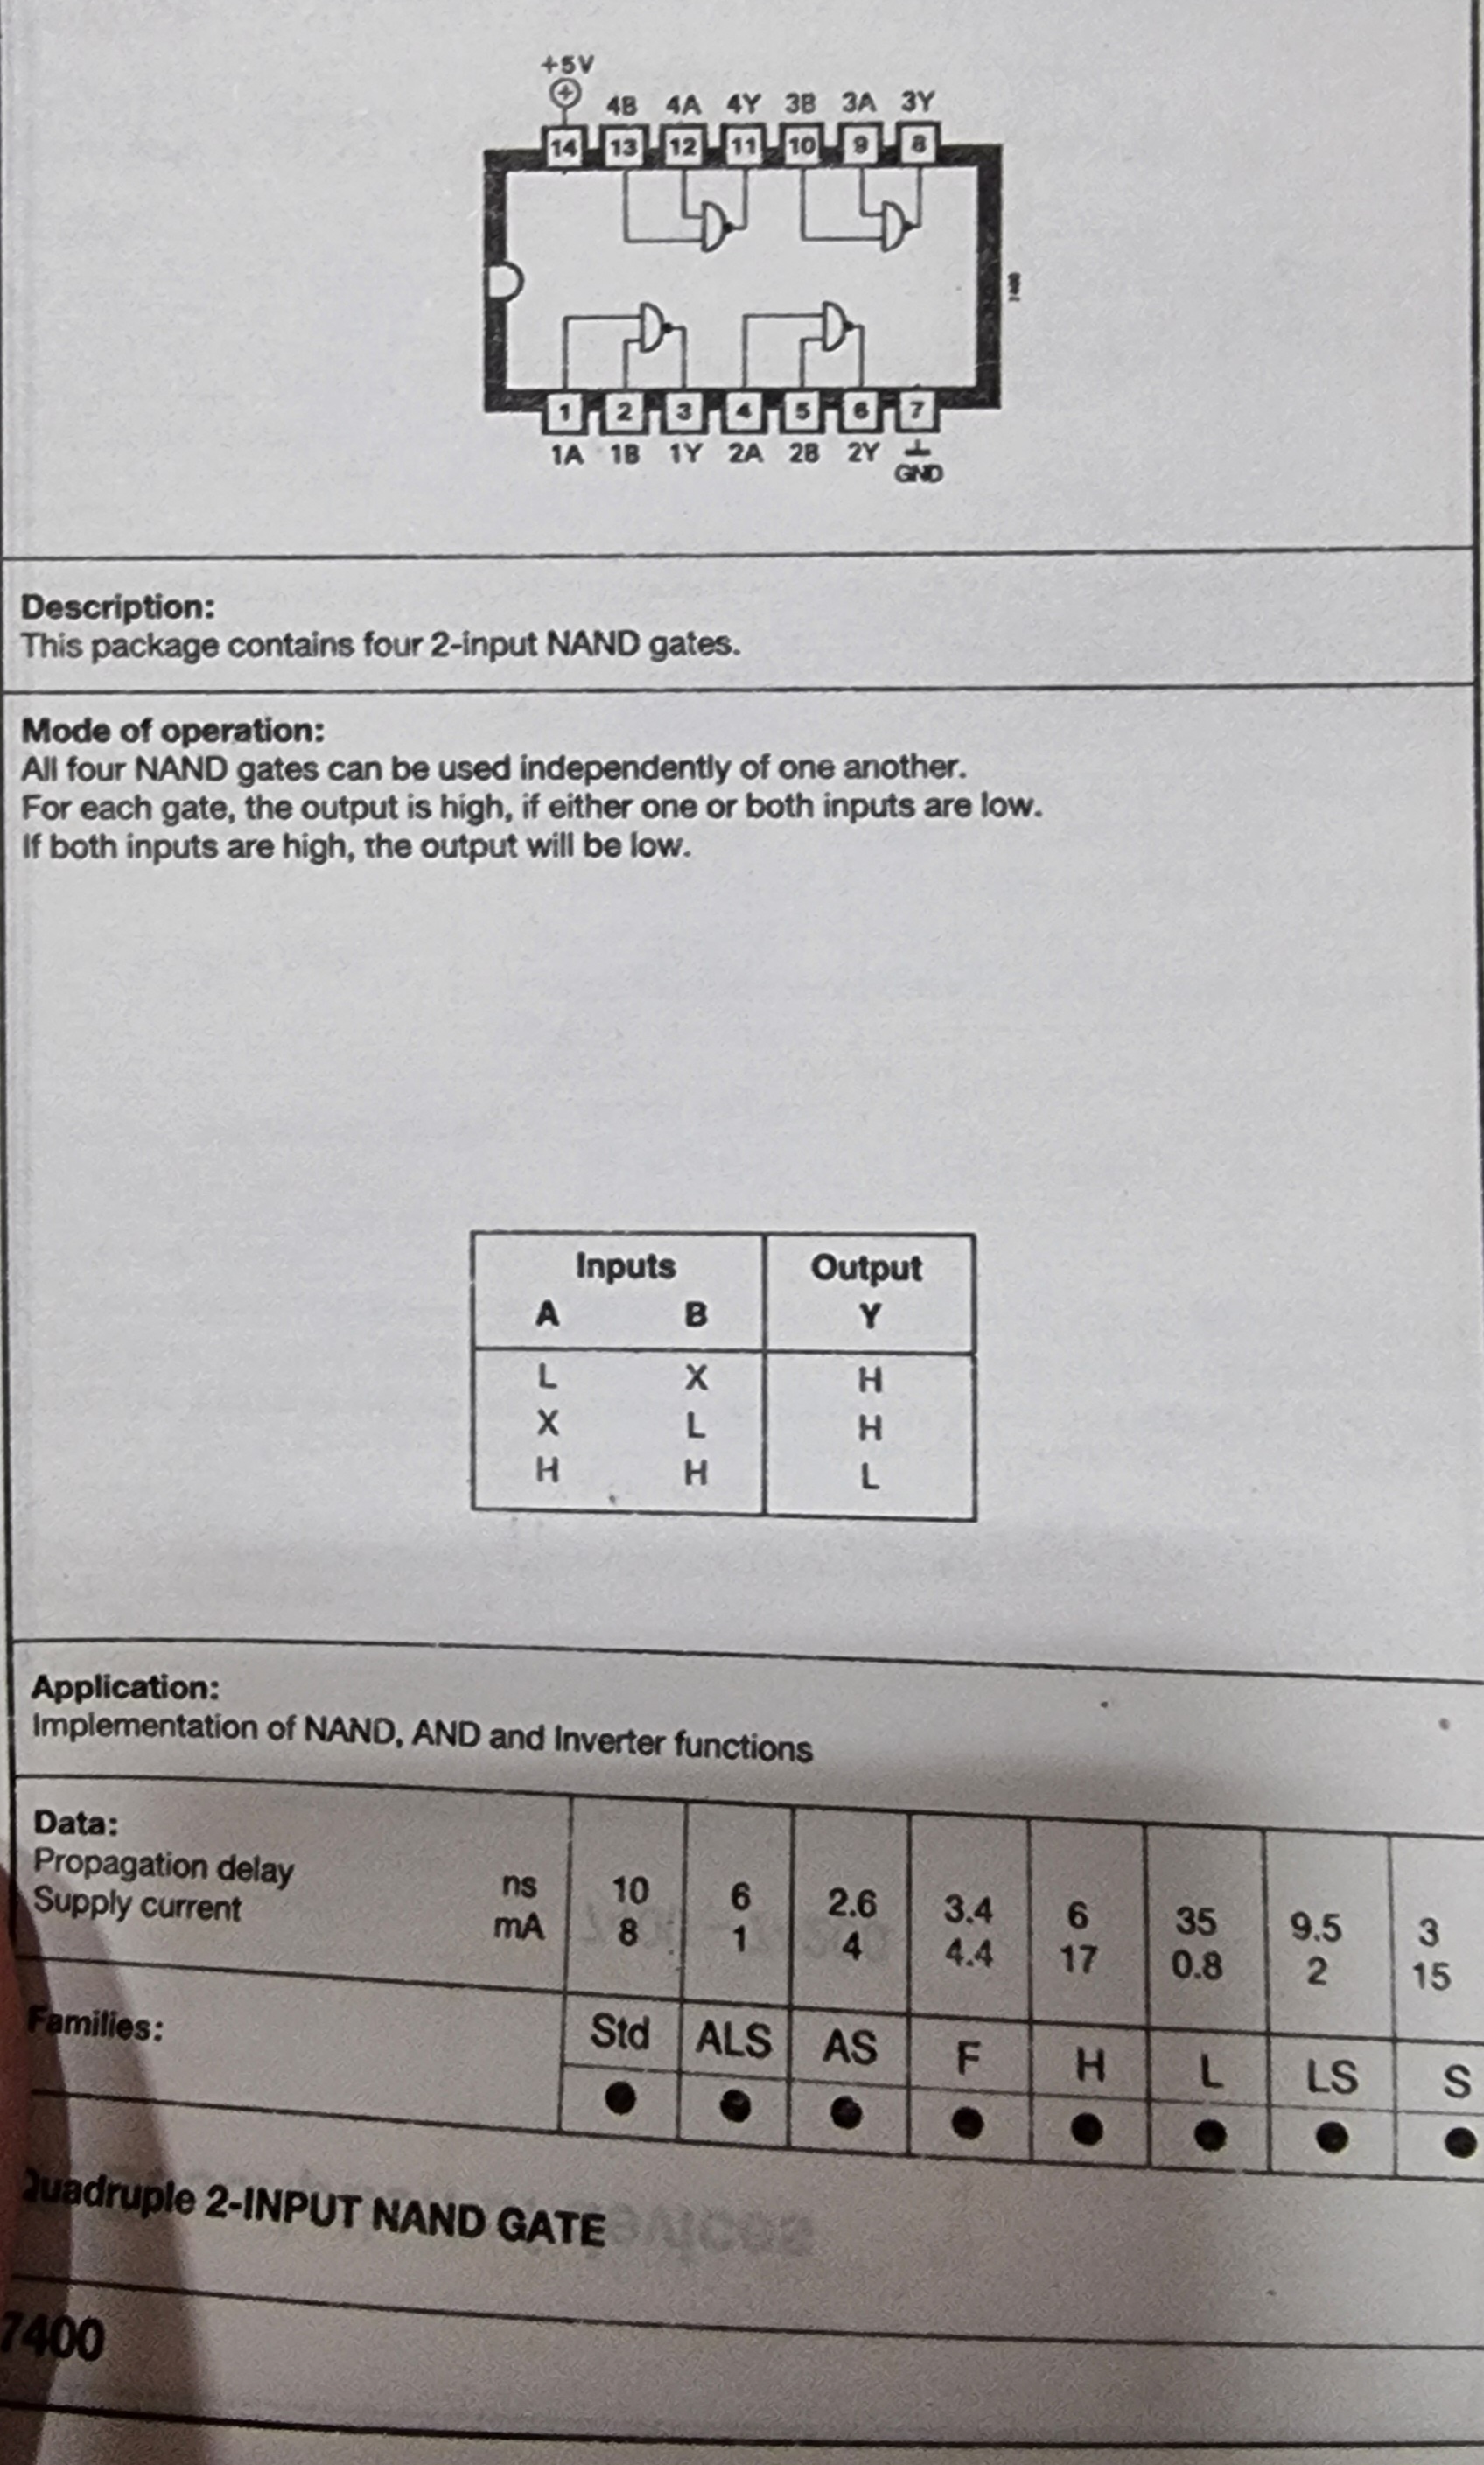 +5V
4B 4A 4Y 3B 3A 3Y
14 13 12 11 10 9 8
1 2 3 4 5 6 7
1A 1B 1Y 2A 2B 2Y
GND
Description:
This package contains four 2-input NAND gates.
Mode of operation:
All four NAND gates can be used independently of one another.
For each gate, the output is high, if either one or both inputs are low.
If both inputs are high, the output will be low.
Inputs Output
A B Y
L X H
X L H
H H L
Application:
Implementation of NAND, AND and Inverter functions
Data:
Propagation delay ns 10 6 2.6 3.4 6 35 9.5 3
Supply current mA 8 1 4 4.4 17 0.8 2 15
Families: Std ALS AS F H L LS S
Quadruple 2-INPUT NAND GATE
7400